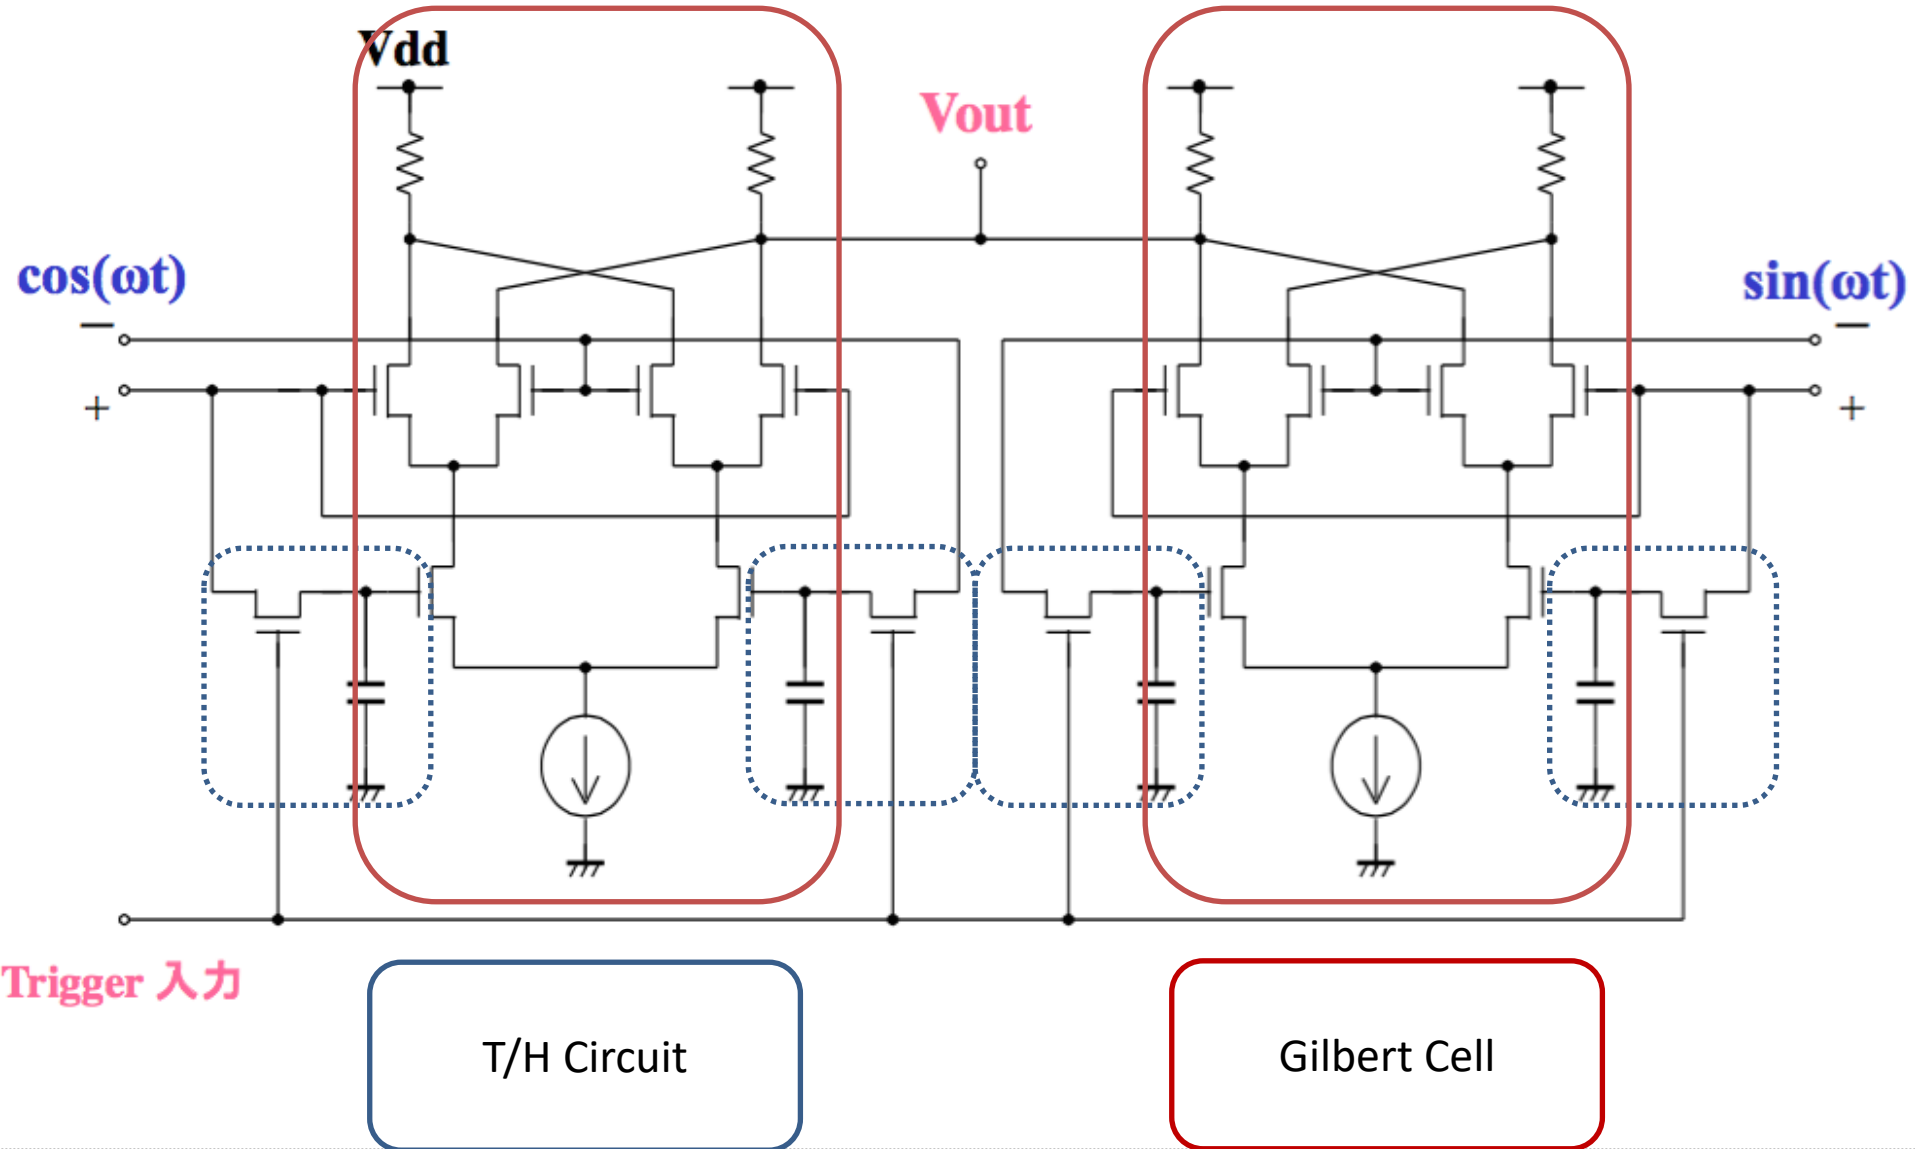 Vdd
Vout
cos(ωt)
sin(ωt)
−
−
+
+
Trigger 入力
T/H Circuit
Gilbert Cell